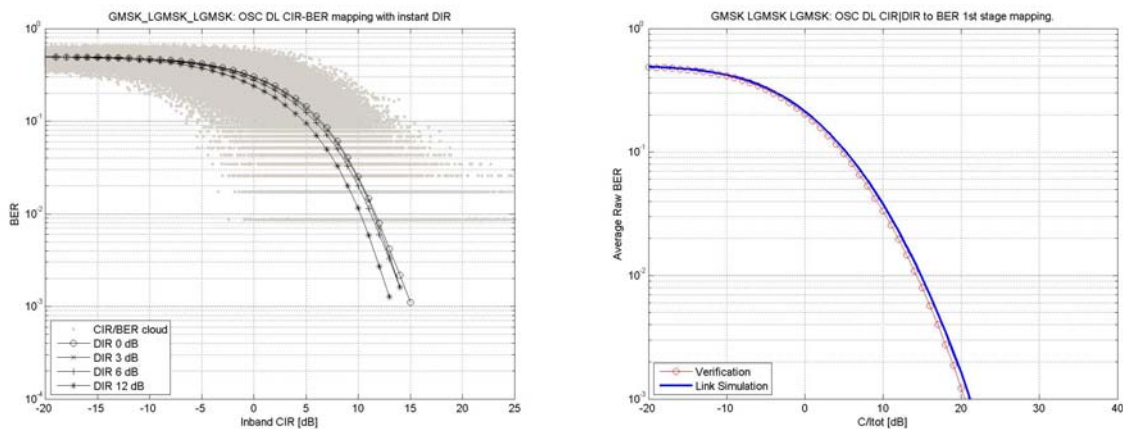 GMSK_LGMSK_LGMSK: OSC DL CIR-BER mapping with instant DIR
10^0
10^-1
10^-2
10^-3
10^-4
BER
CIR/BER cloud
DIR 0 dB
DIR 3 dB
DIR 6 dB
DIR 12 dB
-20 -15 -10 -5 0 5 10 15 20 25
Inband CIR [dB]
GMSK LGMSK LGMSK: OSC DL CIR|DIR to BER 1st stage mapping.
10^0
10^-1
10^-2
10^-3
Average Raw BER
Verification
Link Simulation
-20 -10 0 10 20 30 40
C/Itot [dB]